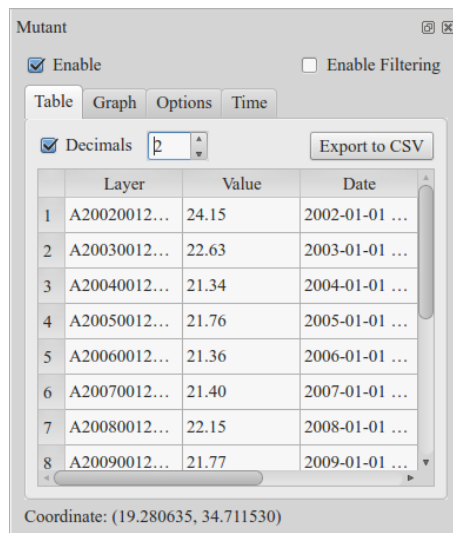 Mutant
Enable Enable Filtering
Table Graph Options Time
Decimals 2 Export to CSV
Layer Value Date
1 A20020012... 24.15 2002-01-01 ...
2 A20030012... 22.63 2003-01-01 ...
3 A20040012... 21.34 2004-01-01 ...
4 A20050012... 21.76 2005-01-01 ...
5 A20060012... 21.36 2006-01-01 ...
6 A20070012... 21.40 2007-01-01 ...
7 A20080012... 22.15 2008-01-01 ...
8 A20090012... 21.77 2009-01-01 ...
Coordinate: (19.280635, 34.711530)